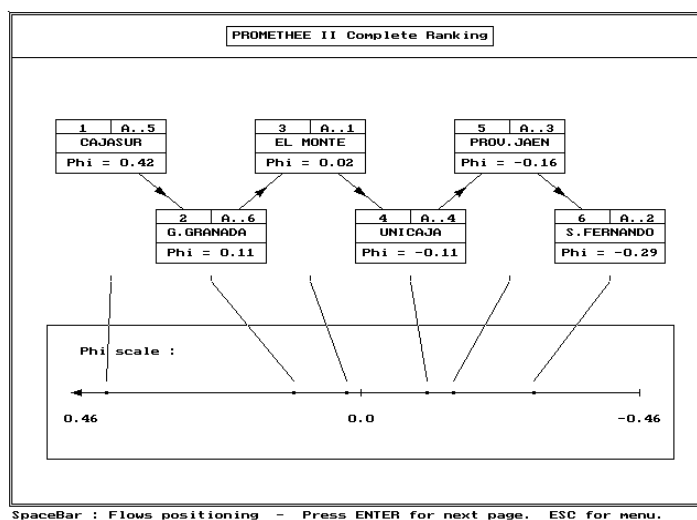 PROMETHEE II Complete Ranking
1 A..5
CAJASUR
Phi = 0.42
3 A..1
EL MONTE
Phi = 0.02
5 A..3
PROV.JAEN
Phi = -0.16
2 A..6
G.GRANADA
Phi = 0.11
4 A..4
UNICAJA
Phi = -0.11
6 A..2
S.FERNANDO
Phi = -0.29
Phi scale :
0.46 0.0 -0.46
SpaceBar : Flows positioning - Press ENTER for next page. ESC for menu.